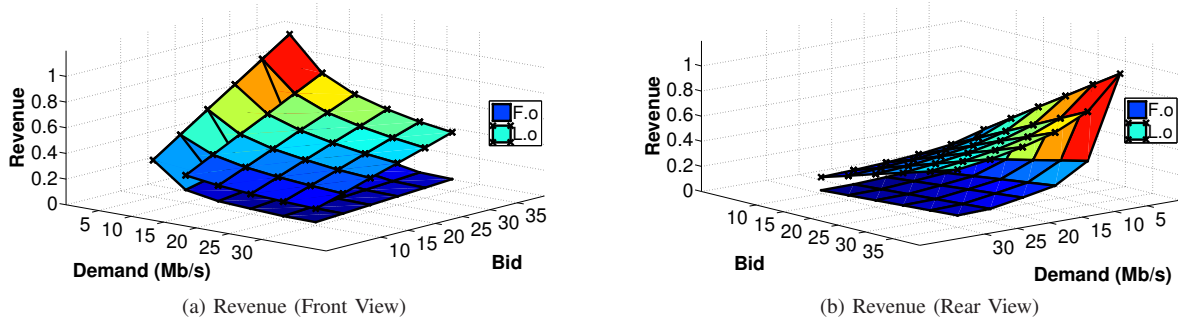 Revenue
1
0.8
0.6
0.4
0.2
0
5 10 15 20 25 30
Demand (Mb/s)
10 15 20 25 30 35
Bid
F.o
L.o
(a) Revenue (Front View)
Revenue
1
0.8
0.6
0.4
0.2
0
10 15 20 25 30 35
Bid
30 25 20 15 10 5
Demand (Mb/s)
F.o
L.o
(b) Revenue (Rear View)